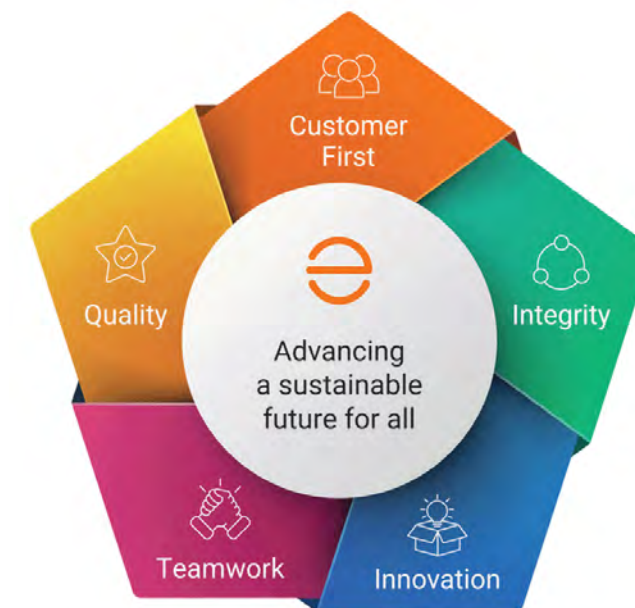 Customer
First
Integrity
Innovation
Teamwork
Quality
Advancing
a sustainable
future for all